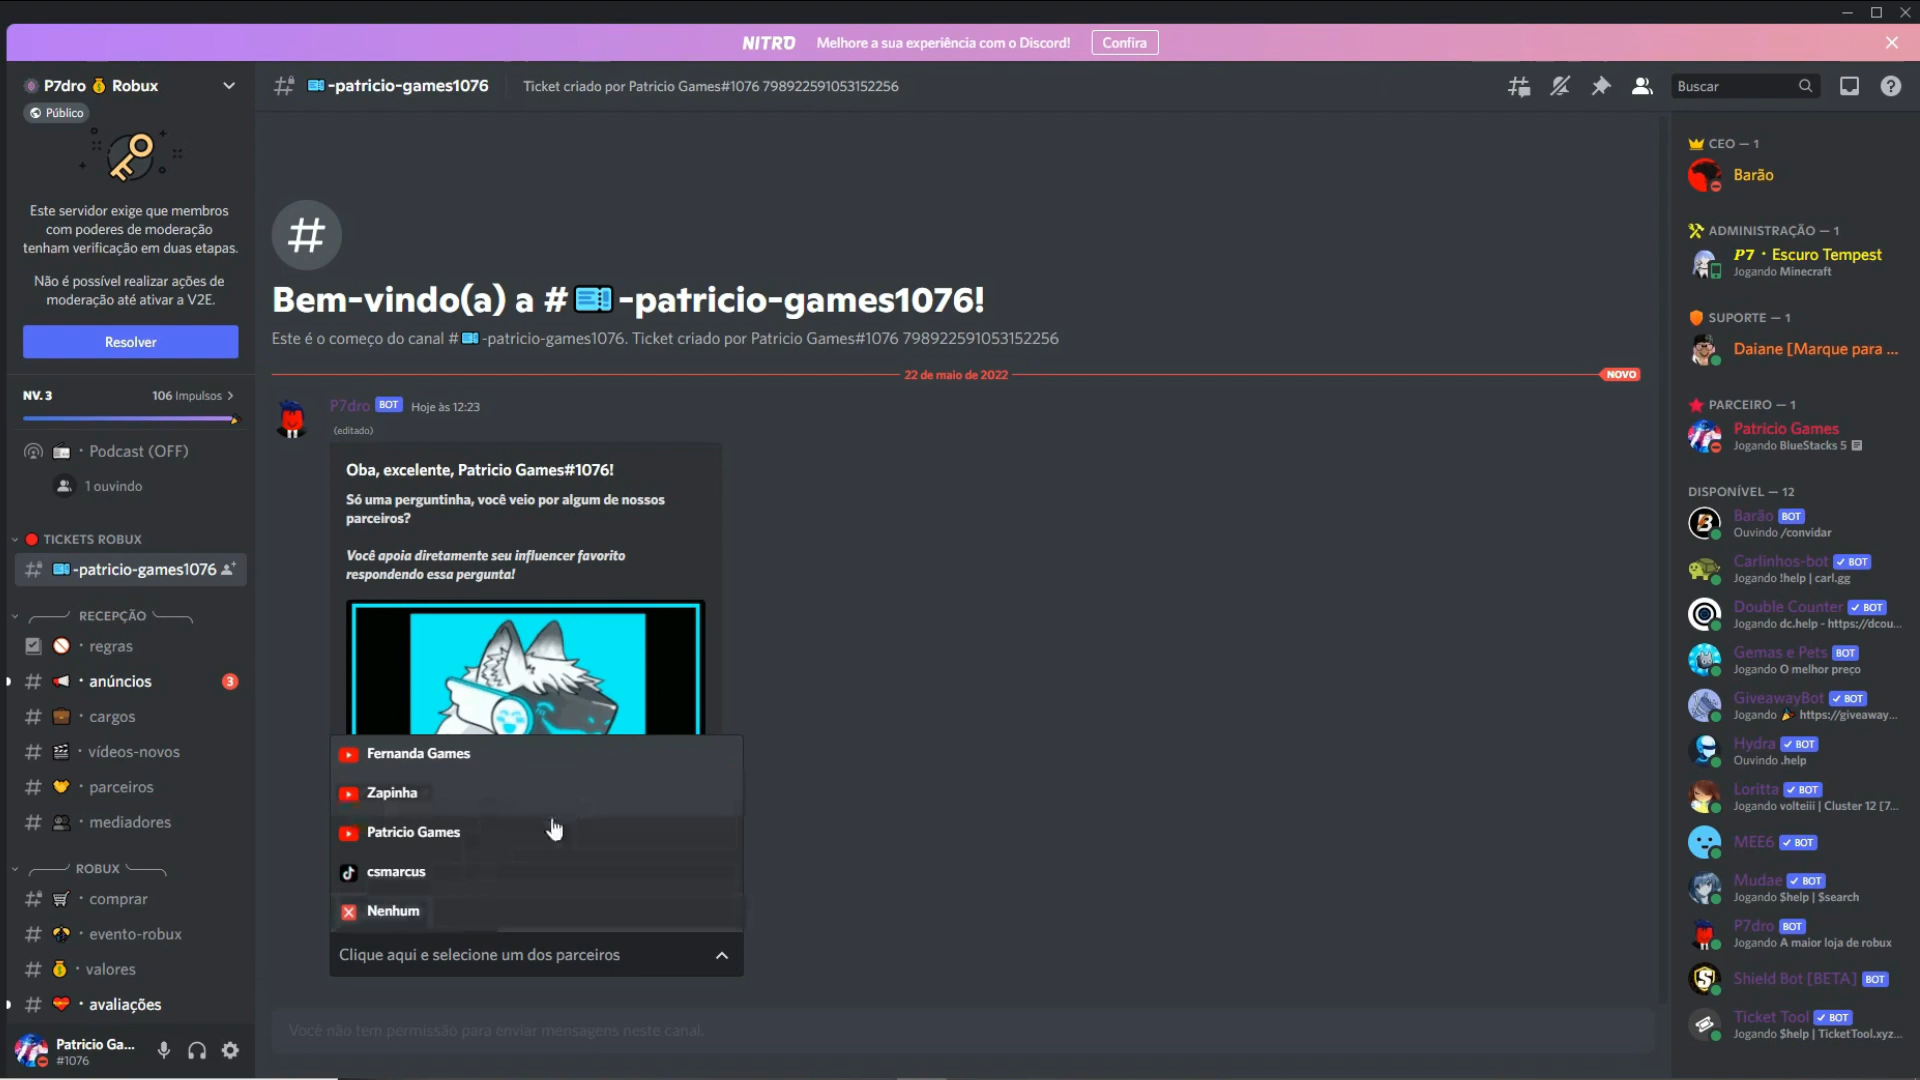 NITRO Melhore a sua experiência com o Discord! Confira
P7dro Robux
Público
Este servidor exige que membros
com poderes de moderação
tenham verificação em duas etapas.
Não é possível realizar ações de
moderação até ativar a V2E.
Resolver
NV. 3 106 Impulsos
Podcast (OFF)
1 ouvindo
TICKETS ROBUX
-patricio-games1076
RECEPÇÃO
regras
anúncios 3
cargos
vídeos-novos
parceiros
mediadores
ROBUX
comprar
evento-robux
valores
avaliações
Patricio Ga...
#1076
-patricio-games1076 Ticket criado por Patricio Games#1076 798922591053152256
Buscar
Bem-vindo(a) a # -patricio-games1076!
Este é o começo do canal # -patricio-games1076. Ticket criado por Patricio Games#1076 798922591053152256
22 de maio de 2022 NOVO
P7dro BOT Hoje às 12:23
(editado)
Oba, excelente, Patricio Games#1076!
Só uma perguntinha, você veio por algum de nossos
parceiros?
Você apoia diretamente seu influencer favorito
respondendo essa pergunta!
Fernanda Games
Zapinha
Patricio Games
csmarcus
Nenhum
Clique aqui e selecione um dos parceiros
Você não tem permissão para enviar mensagens neste canal.
CEO — 1
Barão
ADMINISTRAÇÃO — 1
P7 · Escuro Tempest
Jogando Minecraft
SUPORTE — 1
Daiane [Marque para ...
PARCEIRO — 1
Patricio Games
Jogando BlueStacks 5
DISPONÍVEL — 12
Barão BOT
Ouvindo /convidar
Carlinhos-bot BOT
Jogando !help | carl.gg
Double Counter BOT
Jogando dc.help - https://dcou...
Gemas e Pets BOT
Jogando O melhor preço
GiveawayBot BOT
Jogando https://giveaway...
Hydra BOT
Ouvindo .help
Loritta BOT
Jogando volteiii | Cluster 12 [7...
MEE6 BOT
Mudae BOT
Jogando $help | $search
P7dro BOT
Jogando A maior loja de robux
Shield Bot [BETA] BOT
Ticket Tool BOT
Jogando $help | TicketTool.xyz...